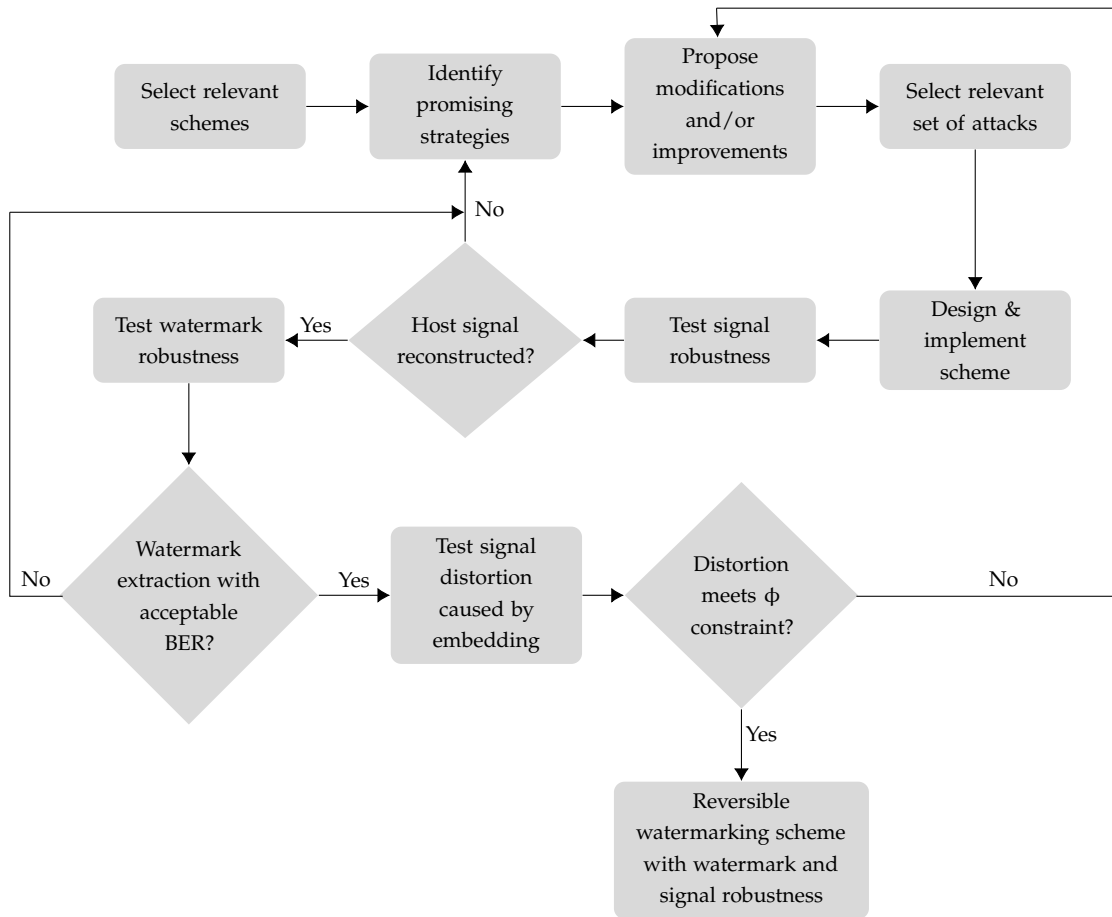 Select relevant
schemes
Identify
promising
strategies
Propose
modifications
and/or
improvements
Select relevant
set of attacks
No
Test watermark
robustness
Yes
Host signal
reconstructed?
Test signal
robustness
Design &
implement
scheme
No
Watermark
extraction with
acceptable
BER?
Yes
Test signal
distortion
caused by
embedding
Distortion
meets ϕ
constraint?
No
Yes
Reversible
watermarking scheme
with watermark and
signal robustness